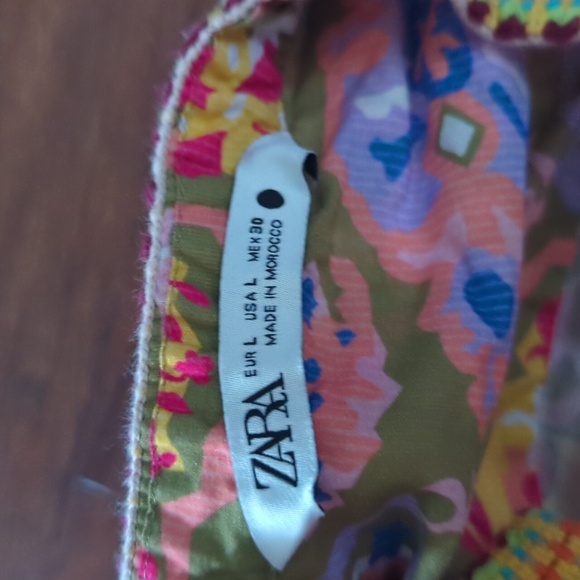 ZARA
EUR L USA L MEX 30
MADE IN MOROCCO